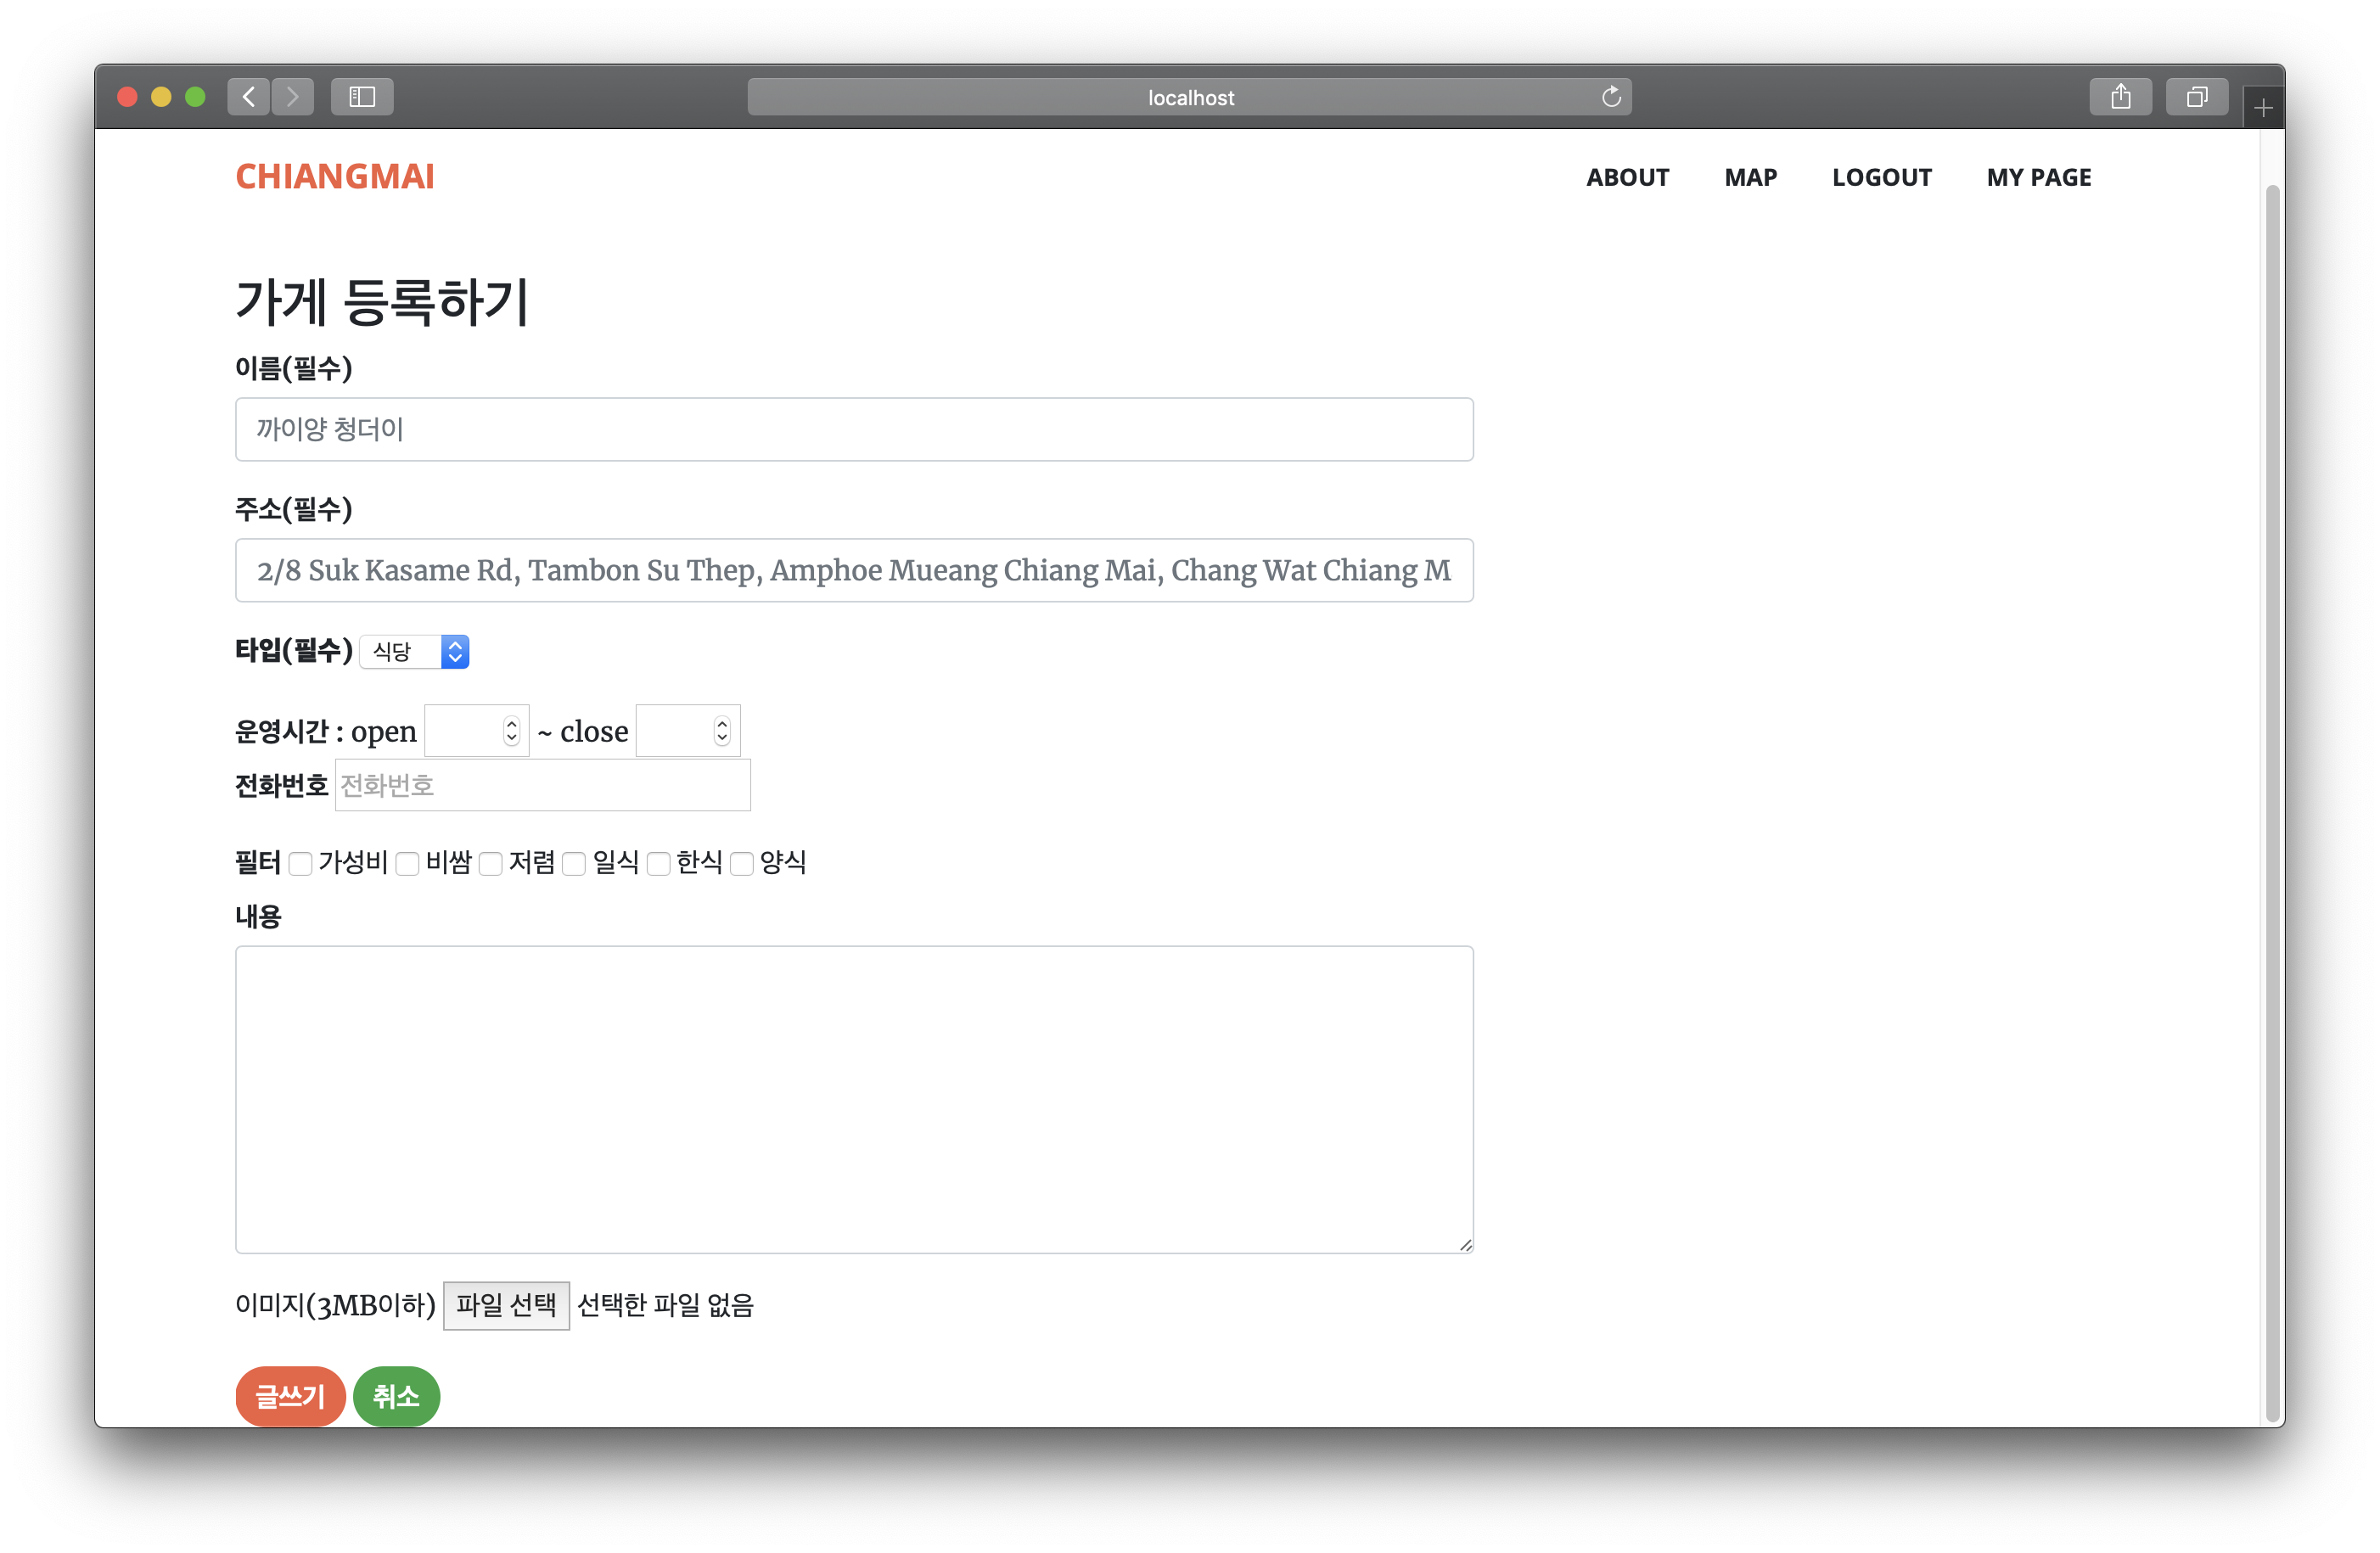 localhost
CHIANGMAI
ABOUT MAP LOGOUT MY PAGE
가게 등록하기
이름(필수)
까이양 청더이
주소(필수)
2/8 Suk Kasame Rd, Tambon Su Thep, Amphoe Mueang Chiang Mai, Chang Wat Chiang M
타입(필수) 식당
운영시간 : open ~ close
전화번호 전화번호
필터 가성비 비쌈 저렴 일식 한식 양식
내용
이미지(3MB이하) 파일 선택 선택한 파일 없음
글쓰기 취소